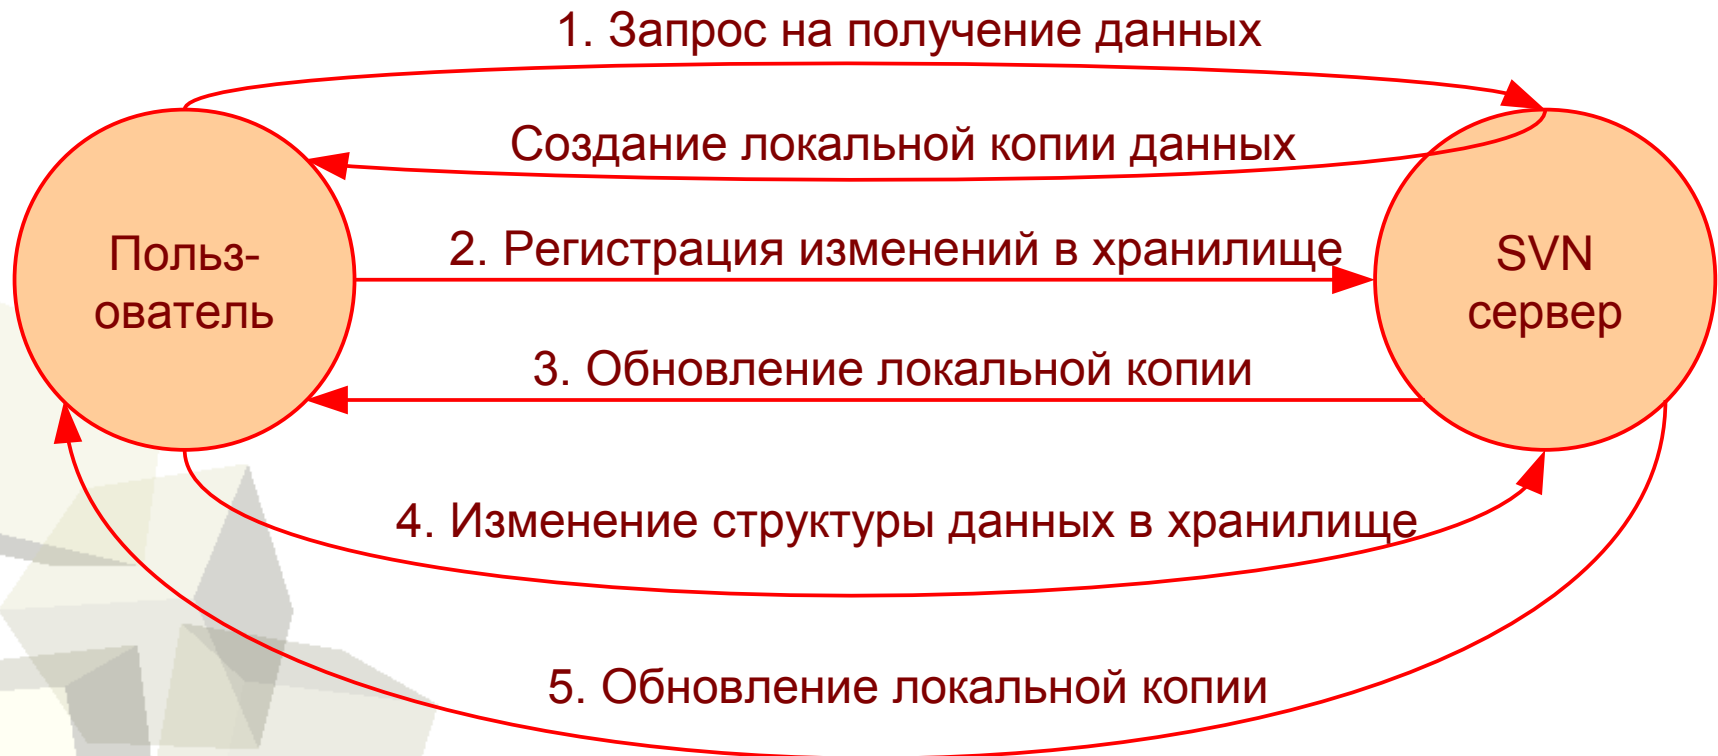 1. Запрос на получение данных
Создание локальной копии данных
Польз-
ователь
2. Регистрация изменений в хранилище
SVN
сервер
3. Обновление локальной копии
4. Изменение структуры данных в хранилище
5. Обновление локальной копии